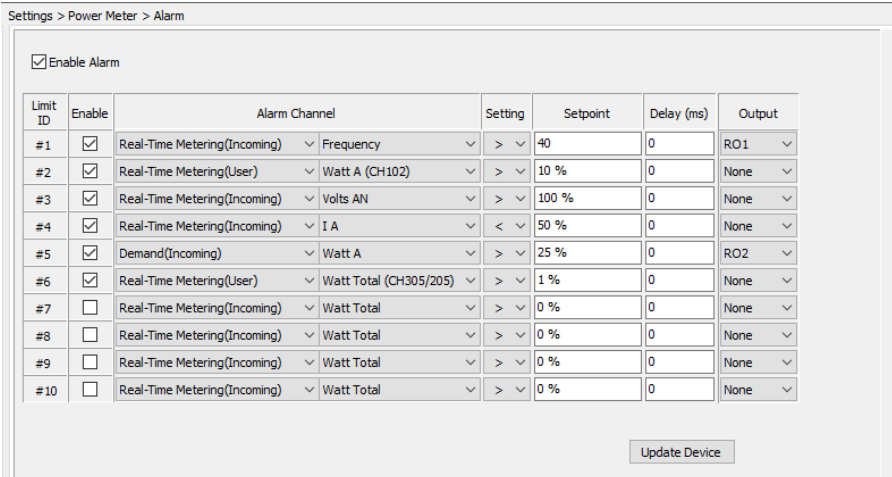 Settings > Power Meter > Alarm
Enable Alarm
Limit ID Enable Alarm Channel Setting Setpoint Delay (ms) Output
#1 Real-Time Metering(Incoming) Frequency > 40 0 RO1
#2 Real-Time Metering(User) Watt A (CH102) > 10 % 0 None
#3 Real-Time Metering(Incoming) Volts AN > 100 % 0 None
#4 Real-Time Metering(Incoming) I A < 50 % 0 None
#5 Demand(Incoming) Watt A > 25 % 0 RO2
#6 Real-Time Metering(User) Watt Total (CH305/205) > 1 % 0 None
#7 Real-Time Metering(Incoming) Watt Total > 0 % 0 None
#8 Real-Time Metering(Incoming) Watt Total > 0 % 0 None
#9 Real-Time Metering(Incoming) Watt Total > 0 % 0 None
#10 Real-Time Metering(Incoming) Watt Total > 0 % 0 None
Update Device